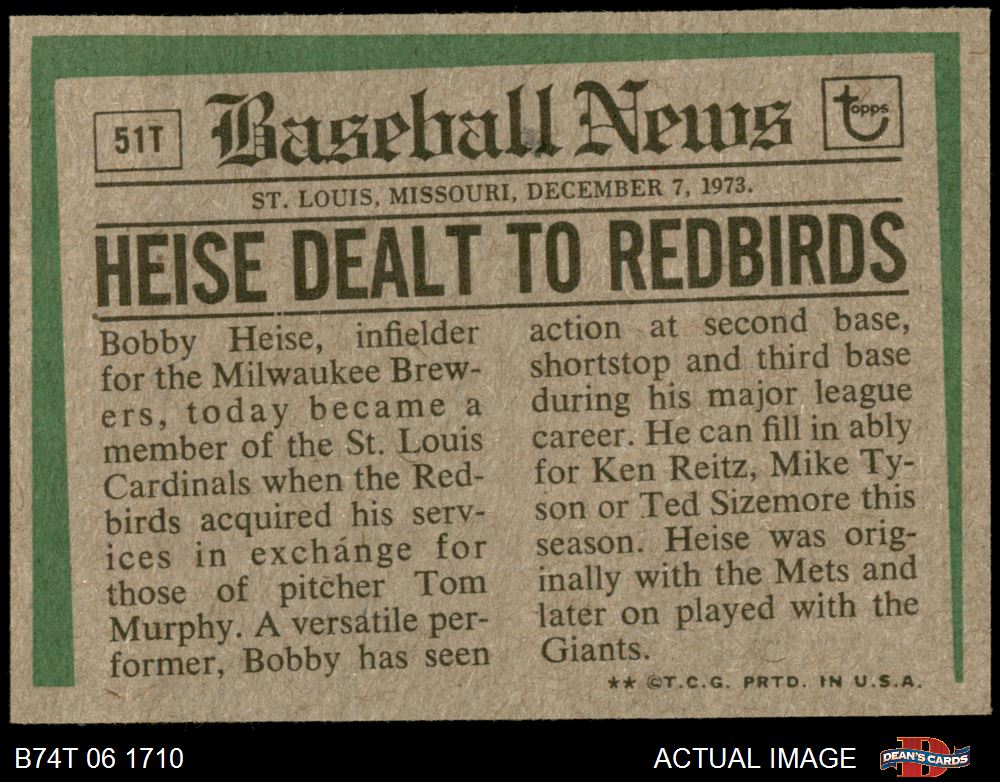 51T
Baseball News
topps
ST. LOUIS, MISSOURI, DECEMBER 7, 1973.
HEISE DEALT TO REDBIRDS
Bobby Heise, infielder
for the Milwaukee Brew-
ers, today became a
member of the St. Louis
Cardinals when the Red-
birds acquired his serv-
ices in exchange for
those of pitcher Tom
Murphy. A versatile per-
former, Bobby has seen
action at second base,
shortstop and third base
during his major league
career. He can fill in ably
for Ken Reitz, Mike Ty-
son or Ted Sizemore this
season. Heise was orig-
inally with the Mets and
later on played with the
Giants.
** ©T.C.G. PRTD. IN U.S.A.
B74T 06 1710
ACTUAL IMAGE
DEAN'S CARDS